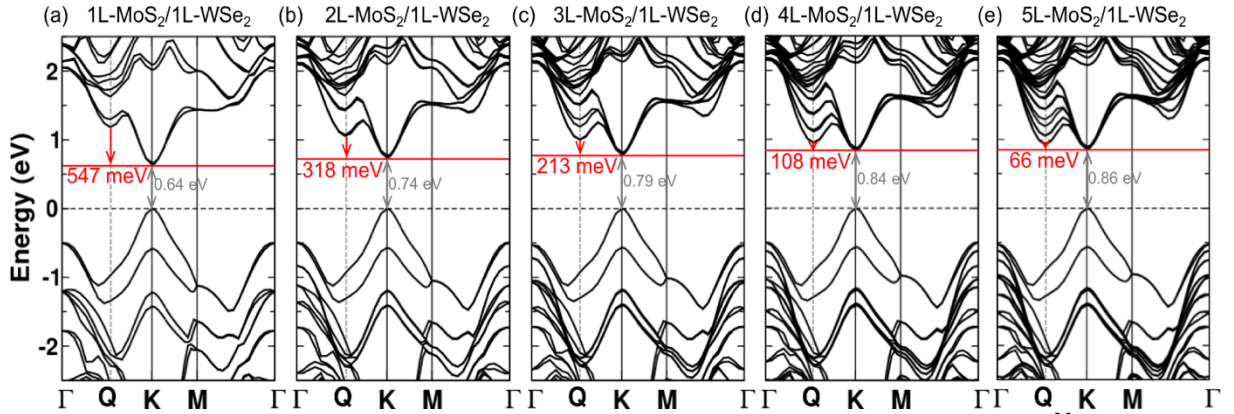 (a) 1L-MoS₂/1L-WSe₂ (b) 2L-MoS₂/1L-WSe₂ (c) 3L-MoS₂/1L-WSe₂ (d) 4L-MoS₂/1L-WSe₂ (e) 5L-MoS₂/1L-WSe₂
Energy (eV)
2
1
0
-1
-2
547 meV 318 meV 213 meV 108 meV 66 meV
0.64 eV 0.74 eV 0.79 eV 0.84 eV 0.86 eV
Γ Q K M Γ Q K M Γ Q K M Γ Q K M Γ Q K M Γ